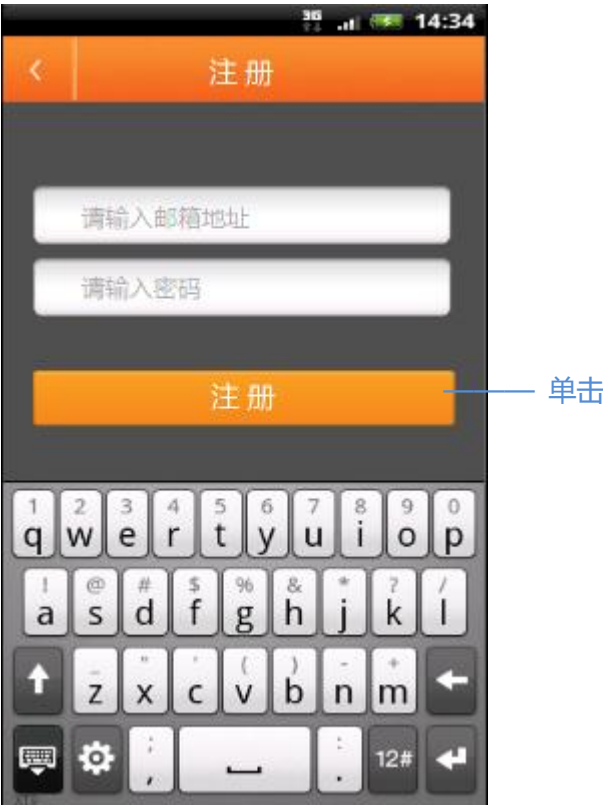 3G 14:34
注册
请输入邮箱地址
请输入密码
注册
单击
1 2 3 4 5 6 7 8 9 0
q w e r t y u i o p
! @ # $ % & * ? /
a s d f g h j k l
_ " ' ( ) - +
z x c v b n m
; :
, . 12#